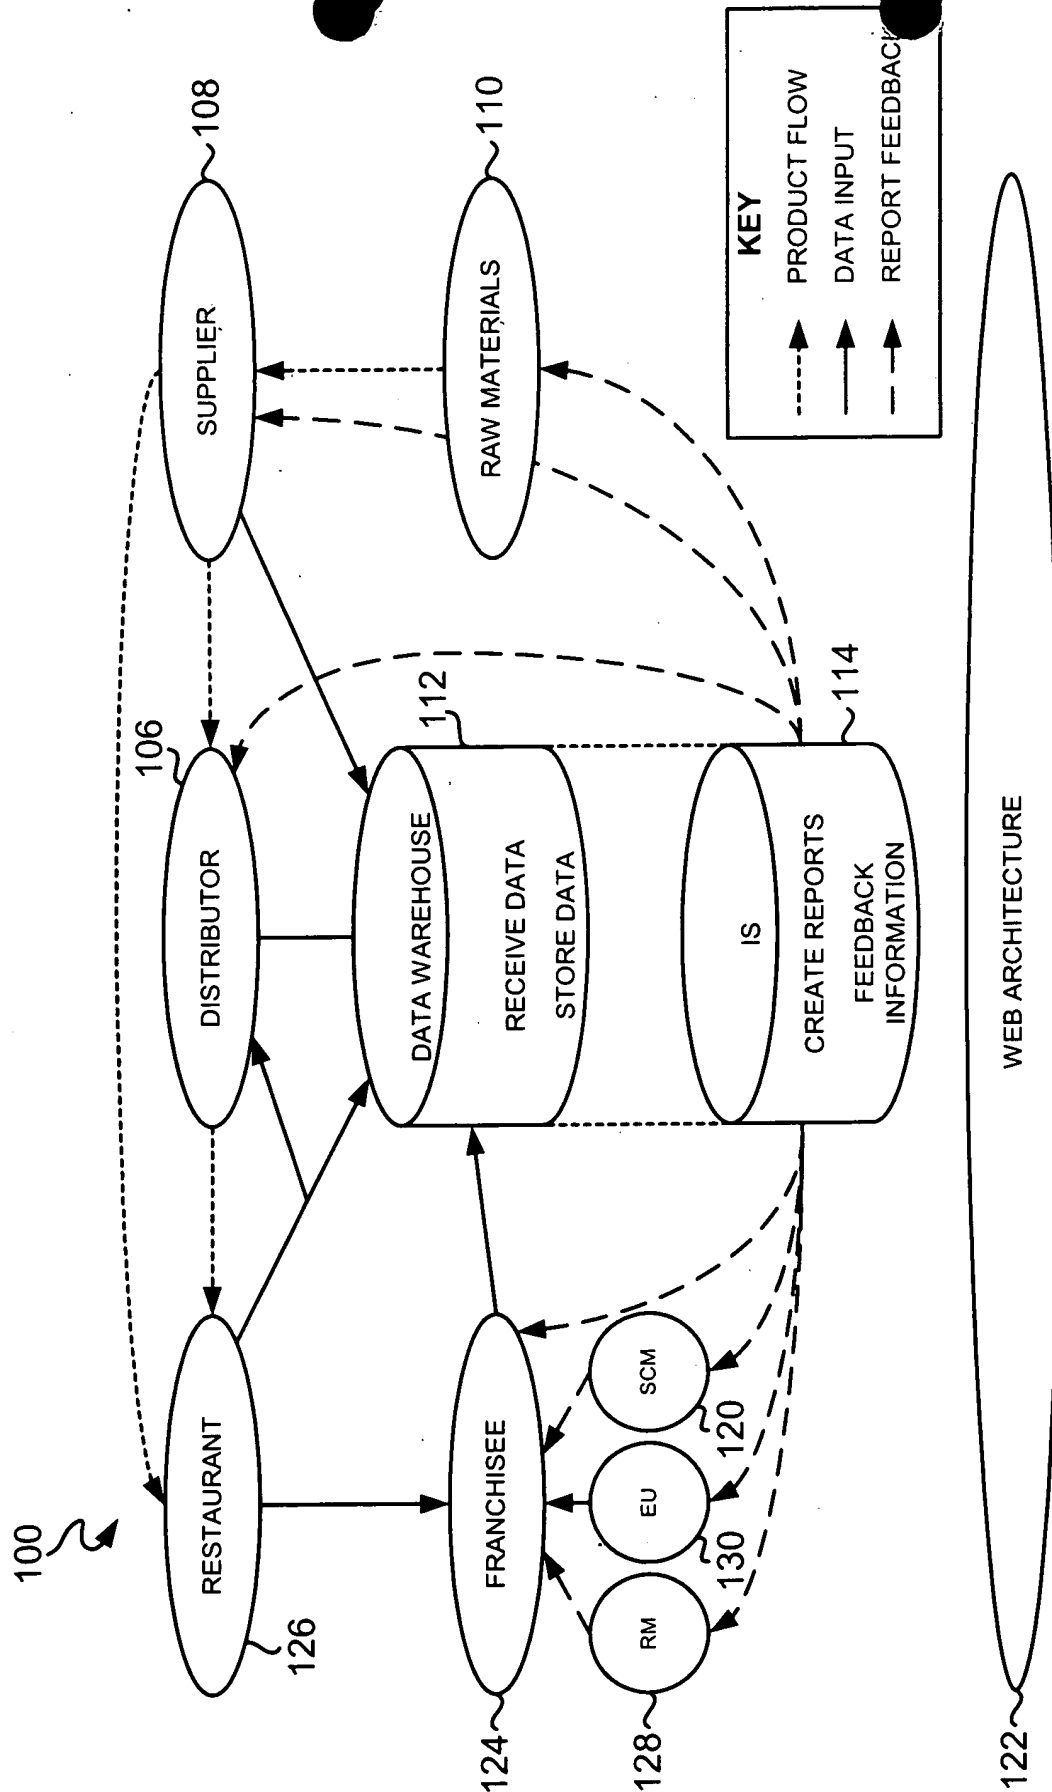 100
126
RESTAURANT
106
DISTRIBUTOR
108
SUPPLIER
124
FRANCHISEE
112
DATA WAREHOUSE
RECEIVE DATA
STORE DATA
110
RAW MATERIALS
128
RM
130
EU
120
SCM
114
IS
CREATE REPORTS
FEEDBACK
INFORMATION
KEY
PRODUCT FLOW
DATA INPUT
REPORT FEEDBACK
122
WEB ARCHITECTURE